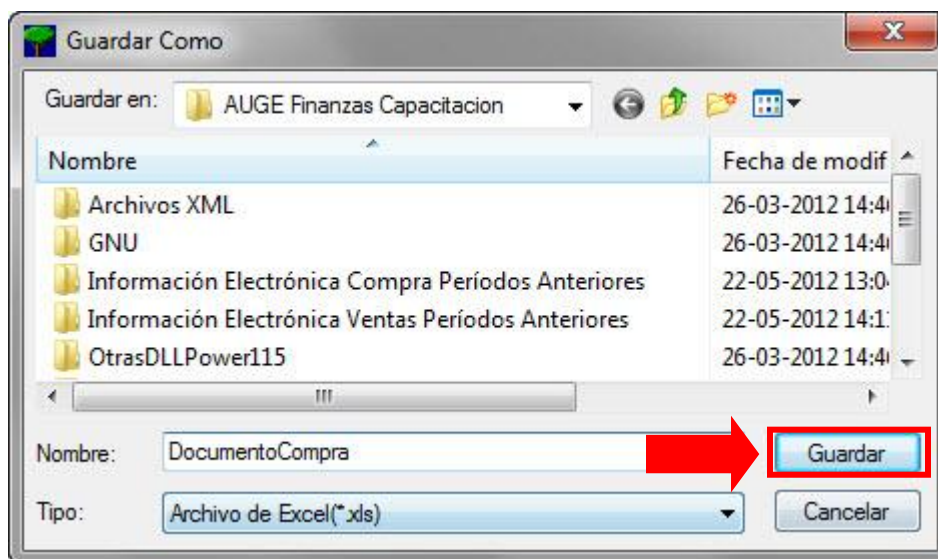 Guardar Como
Guardar en: AUGE Finanzas Capacitacion
Nombre Fecha de modif
Archivos XML 26-03-2012 14:4
GNU 26-03-2012 14:4
Información Electrónica Compra Períodos Anteriores 22-05-2012 13:0
Información Electrónica Ventas Períodos Anteriores 22-05-2012 14:1
OtrasDLLPower115 26-03-2012 14:4
Nombre: DocumentoCompra Guardar
Tipo: Archivo de Excel(*.xls) Cancelar